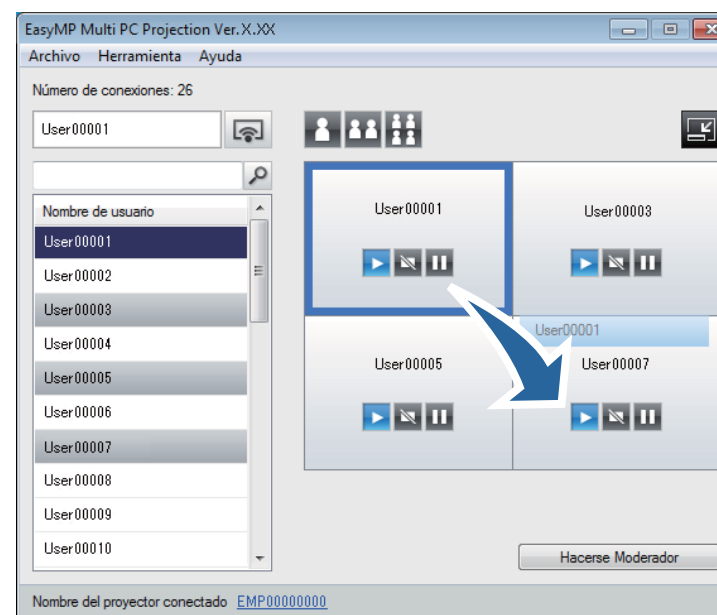 EasyMP Multi PC Projection Ver.X.XX
Archivo Herramienta Ayuda
Número de conexiones: 26
User00001
Nombre de usuario
User00001
User00002
User00003
User00004
User00005
User00006
User00007
User00008
User00009
User00010
User00001
User00003
User00005
User00001
User00007
Hacerse Moderador
Nombre del proyector conectado EMP00000000